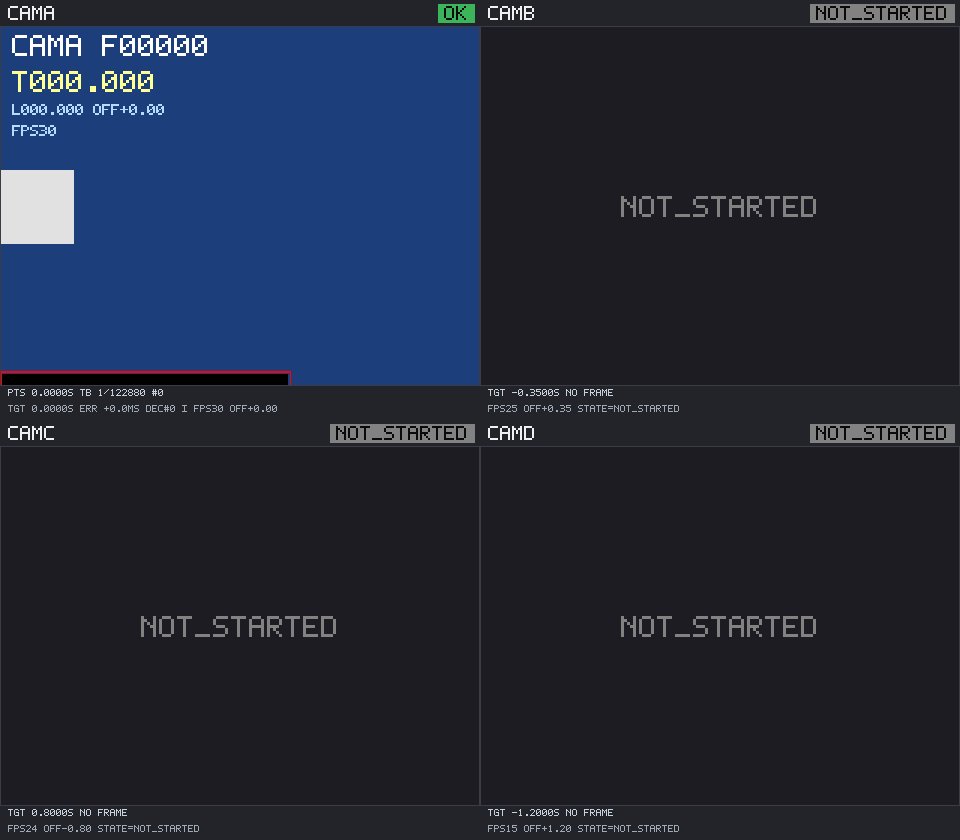 CAMA
OK
CAMA F00000
T000.000
L000.000 OFF+0.00
FPS30
PTS 0.0000S TB 1/122880 #0
TGT 0.0000S ERR +0.0MS DEC#0 I FPS30 OFF+0.00
CAMB
NOT_STARTED
NOT_STARTED
TGT -0.3500S NO FRAME
FPS25 OFF+0.35 STATE=NOT_STARTED
CAMC
NOT_STARTED
NOT_STARTED
TGT 0.8000S NO FRAME
FPS24 OFF-0.80 STATE=NOT_STARTED
CAMD
NOT_STARTED
NOT_STARTED
TGT -1.2000S NO FRAME
FPS15 OFF+1.20 STATE=NOT_STARTED